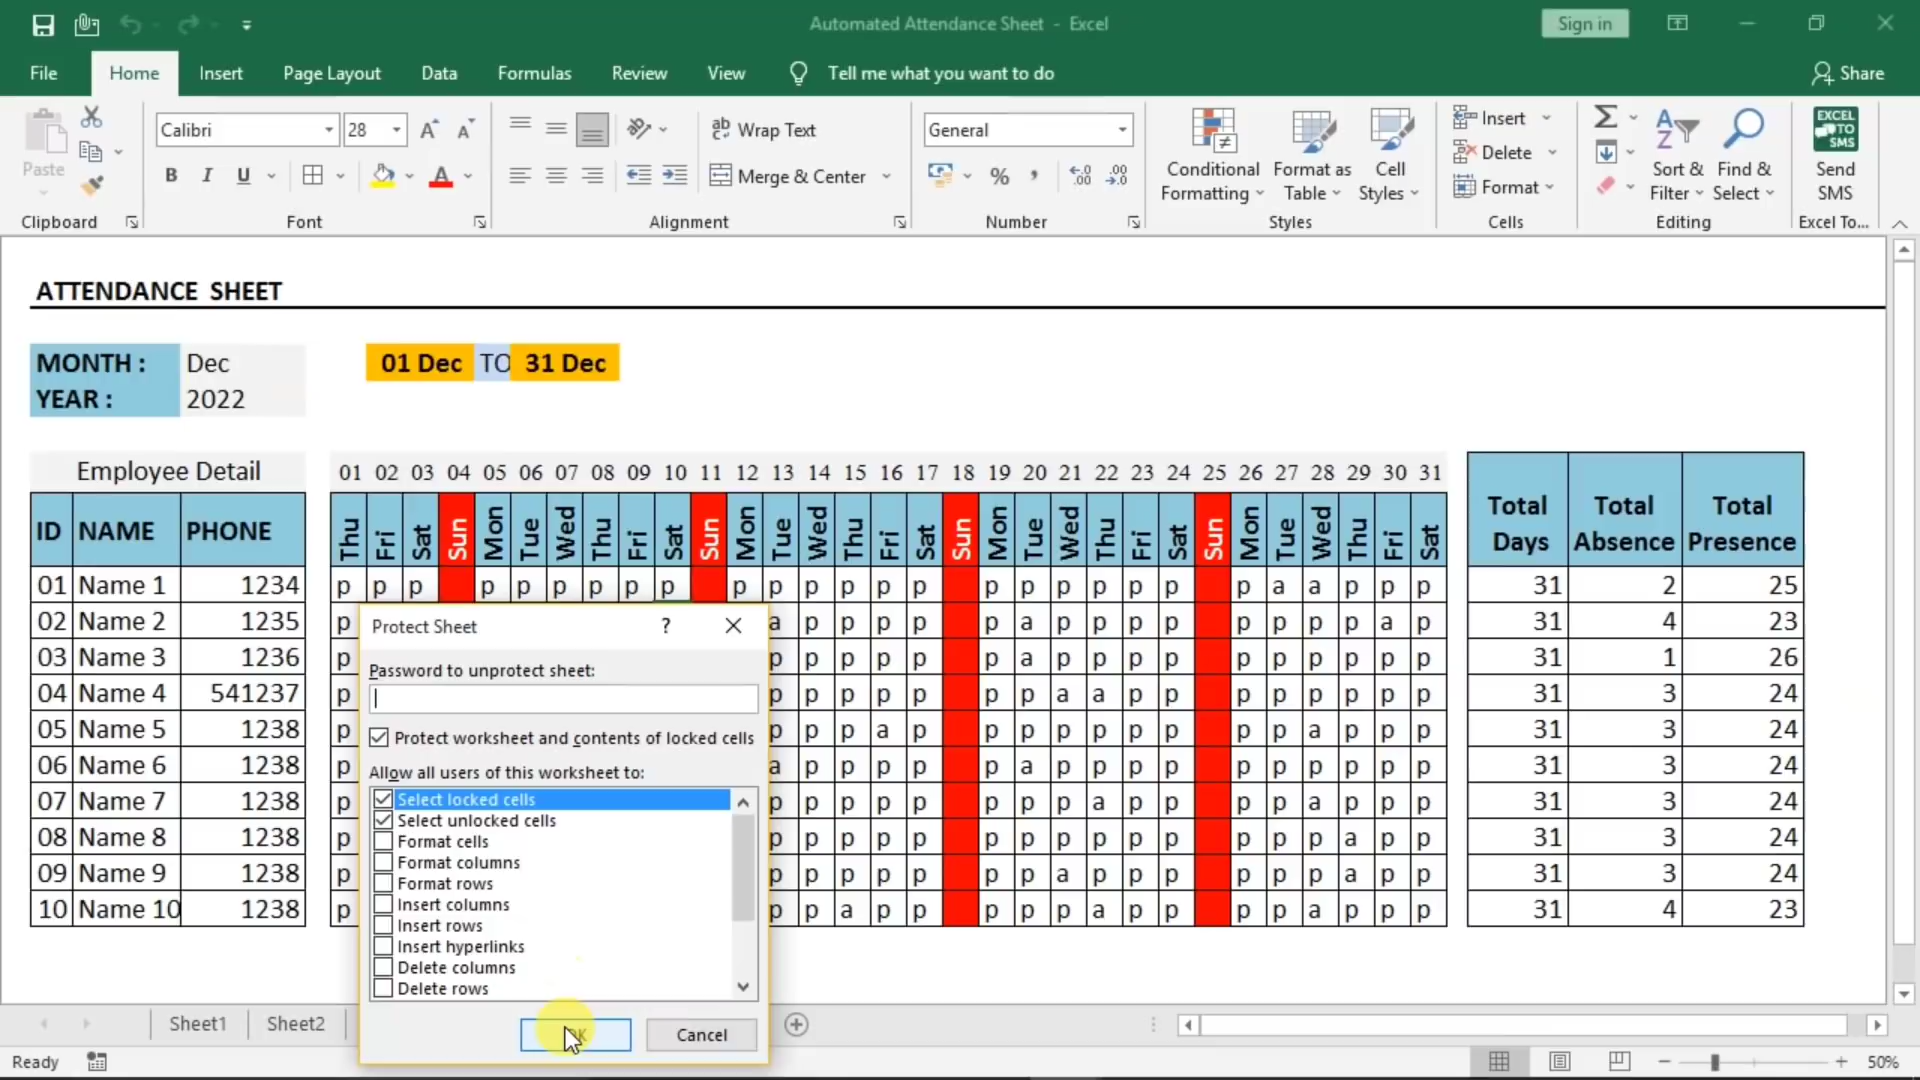 Automated Attendance Sheet - Excel
Sign in
File Home Insert Page Layout Data Formulas Review View Tell me what you want to do Share
Paste
Clipboard
Calibri 28
B I U
Font
Wrap Text
Merge & Center
Alignment
General
% ,
Number
Conditional Formatting
Format as Table
Cell Styles
Styles
Insert
Delete
Format
Cells
Sort & Filter
Find & Select
Editing
EXCEL TO SMS
Send SMS
Excel To...
ATTENDANCE SHEET
MONTH : Dec 01 Dec TO 31 Dec
YEAR : 2022
Employee Detail 01 02 03 04 05 06 07 08 09 10 11 12 13 14 15 16 17 18 19 20 21 22 23 24 25 26 27 28 29 30 31
ID NAME PHONE Thu Fri Sat Sun Mon Tue Wed Thu Fri Sat Sun Mon Tue Wed Thu Fri Sat Sun Mon Tue Wed Thu Fri Sat Sun Mon Tue Wed Thu Fri Sat Total Days Total Absence Total Presence
01 Name 1 1234 p p p p p p p p p p p p p p p p p p p p p p a a p p p 31 2 25
02 Name 2 1235 p a p p p p p a p p p p p p p a p 31 4 23
03 Name 3 1236 p p p p p p p a p p p p p p p p p 31 1 26
04 Name 4 541237 p p p p p p p p a a p p p p p p p 31 3 24
05 Name 5 1238 p p p p a p p p p p p p p p a p p 31 3 24
06 Name 6 1238 p a p p p p p a p p p p p p p p p 31 3 24
07 Name 7 1238 p p p p p p p p p a p p p p a p p 31 3 24
08 Name 8 1238 p p p p p p p p p p p p p p p a p 31 3 24
09 Name 9 1238 p p p p p p p p a p p p p p p a p 31 3 24
10 Name 10 1238 p p p a p p p p p a p p p p a p p 31 4 23
Protect Sheet ?
Password to unprotect sheet:
Protect worksheet and contents of locked cells
Allow all users of this worksheet to:
Select locked cells
Select unlocked cells
Format cells
Format columns
Format rows
Insert columns
Insert rows
Insert hyperlinks
Delete columns
Delete rows
OK Cancel
Sheet1 Sheet2
Ready 50%